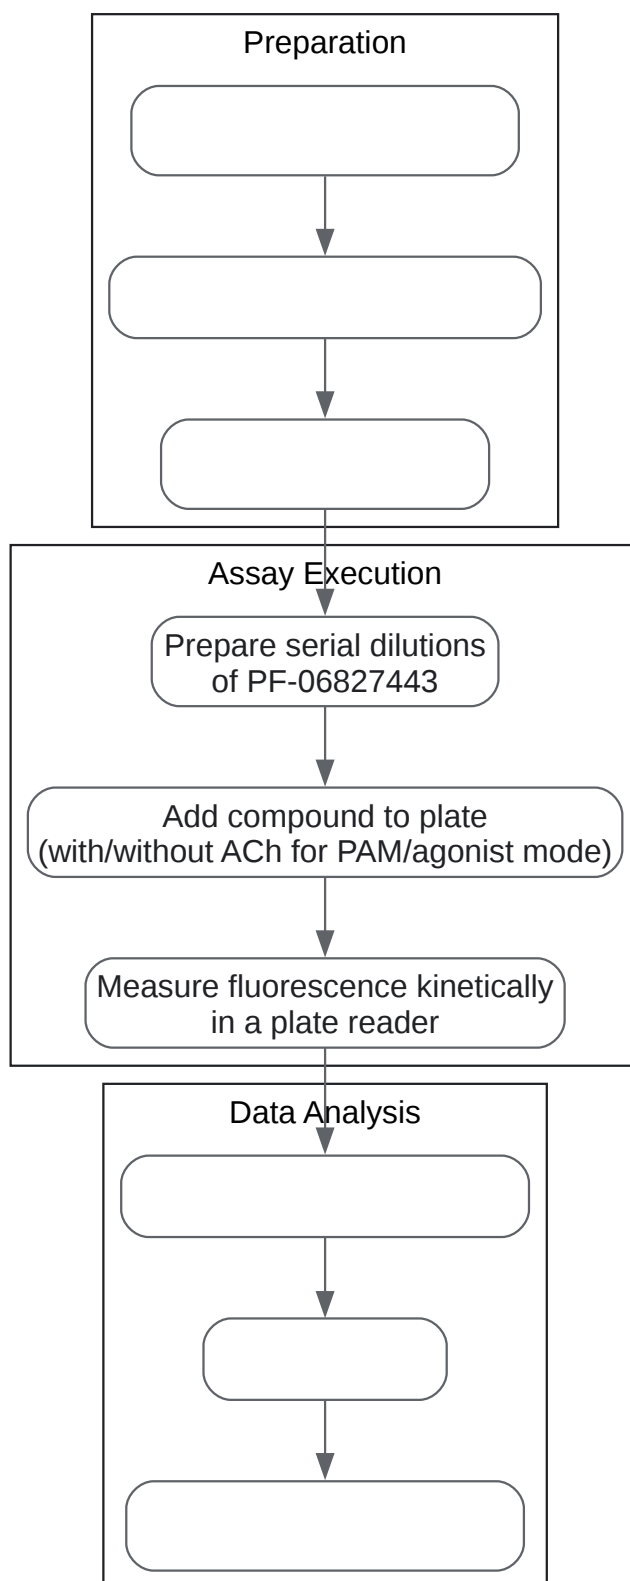 Preparation
Assay Execution
Prepare serial dilutions
of PF-06827443
Add compound to plate
(with/without ACh for PAM/agonist mode)
Measure fluorescence kinetically
in a plate reader
Data Analysis